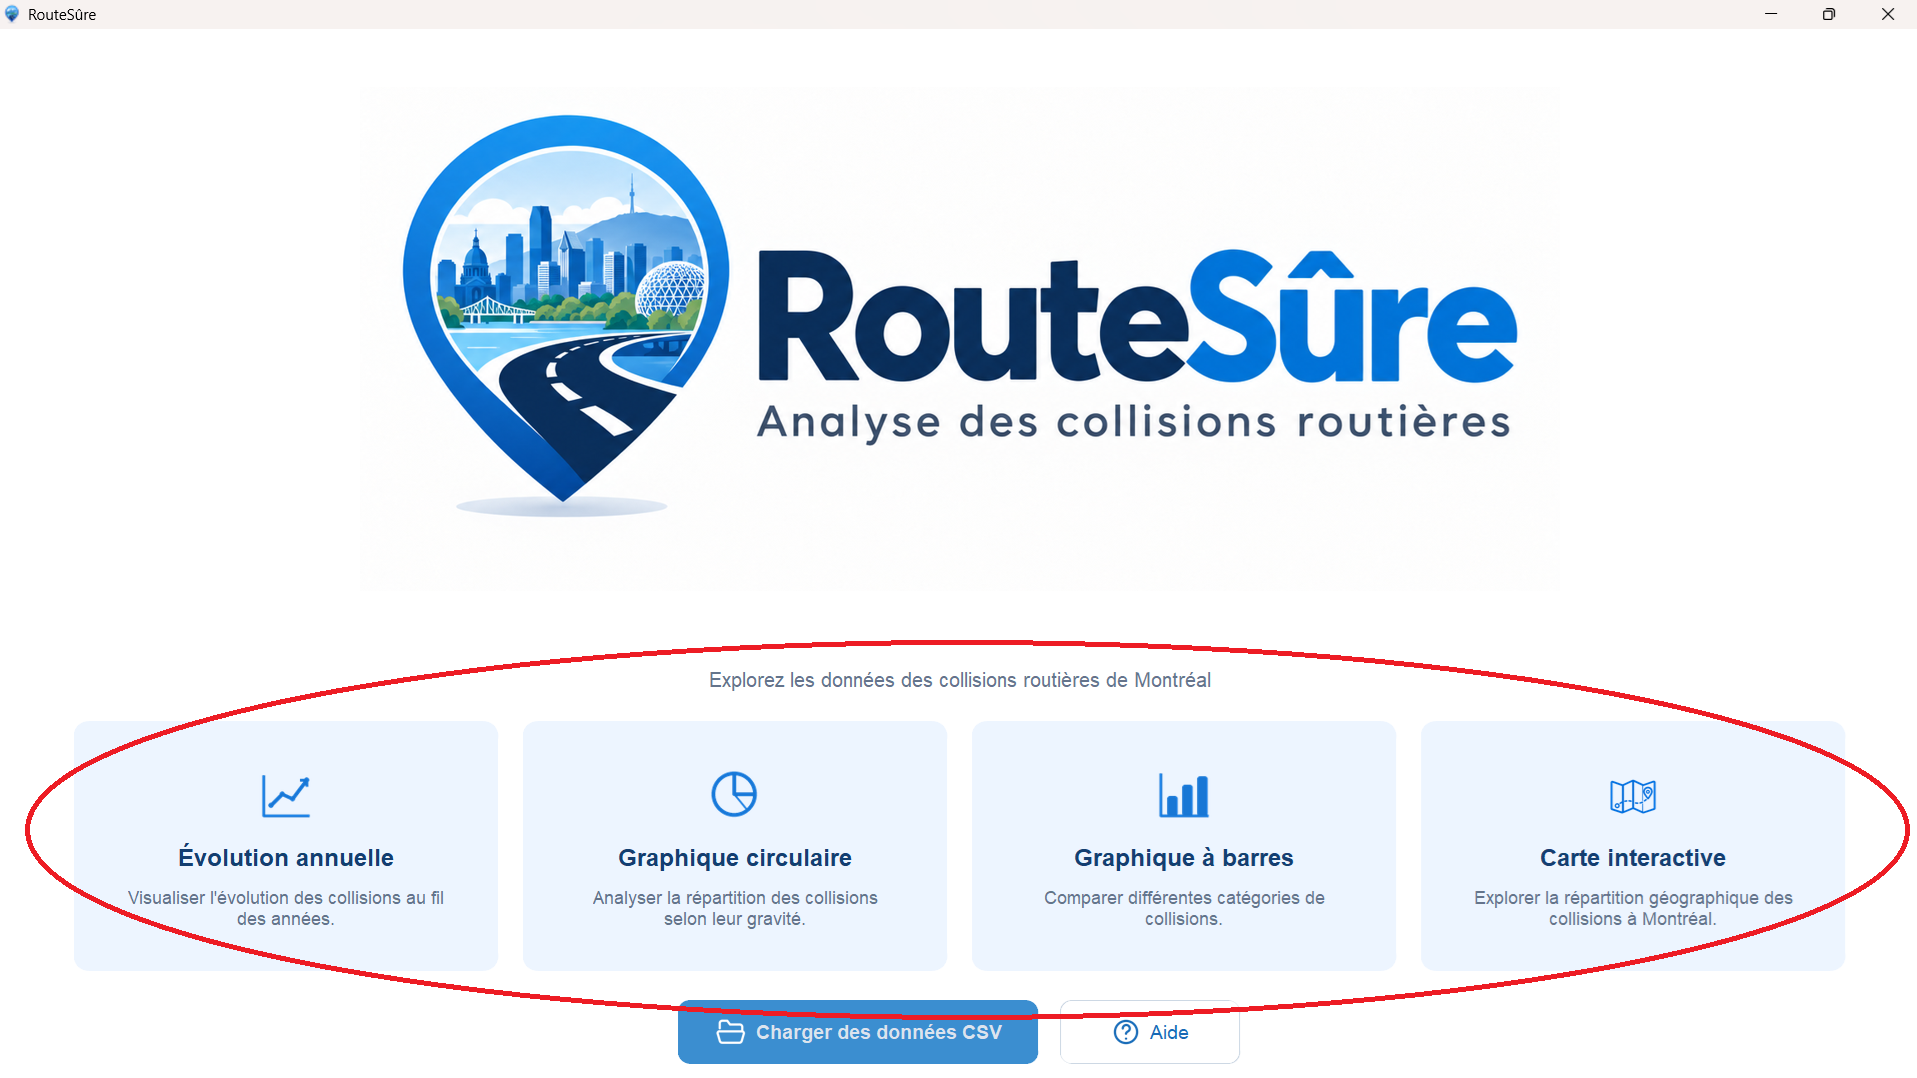 RouteSûre
RouteSûre
Analyse des collisions routières
Explorez les données des collisions routières de Montréal
Évolution annuelle
Visualiser l'évolution des collisions au fil
des années.
Graphique circulaire
Analyser la répartition des collisions
selon leur gravité.
Graphique à barres
Comparer différentes catégories de
collisions.
Carte interactive
Explorer la répartition géographique des
collisions à Montréal.
Charger des données CSV
Aide